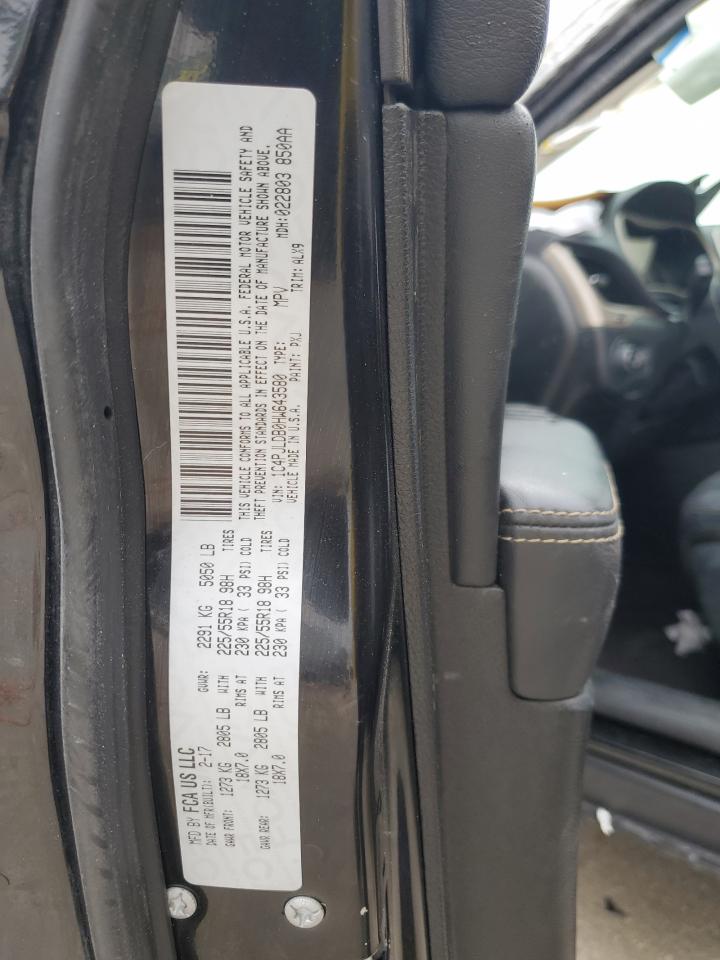 MFD BY FCA US LLC
DATE OF MFR(BUILT): 2-17 GVWR: 2291 KG 5050 LB
GAWR FRONT: 1273 KG 2805 LB WITH 225/55R18 98H TIRES
18X7.0 RIMS AT 230 KPA ( 33 PSI) COLD
GAWR REAR: 1273 KG 2805 LB WITH 225/55R18 98H TIRES
18X7.0 RIMS AT 230 KPA ( 33 PSI) COLD
THIS VEHICLE CONFORMS TO ALL APPLICABLE U.S.A. FEDERAL MOTOR VEHICLE SAFETY AND
THEFT PREVENTION STANDARDS IN EFFECT ON THE DATE OF MANUFACTURE SHOWN ABOVE.
VIN: 1C4PJLDB0HW643580 TYPE: MPV MDH:022803 850AA
VEHICLE MADE IN U.S.A. PAINT: PXJ TRIM: ALX9